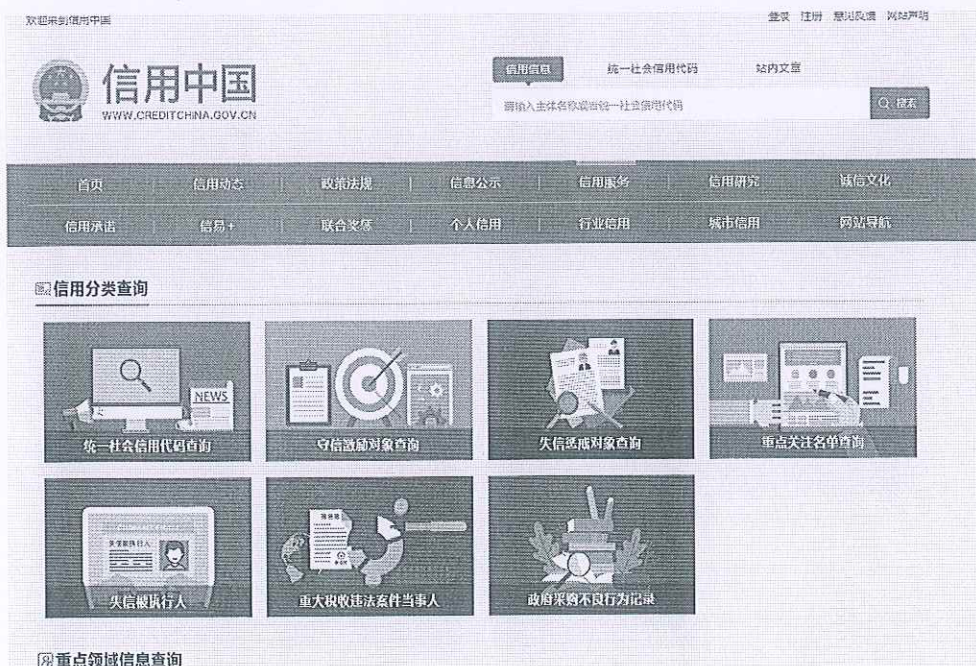 欢迎来到信用中国
登录 注册 意见反馈 网站声明
信用中国
WWW.CREDITCHINA.GOV.CN
信用信息 统一社会信用代码 站内文章
请输入主体名称或者统一社会信用代码
搜索
首页 信用动态 政策法规 信息公示 信用服务 信用研究 诚信文化
信用承诺 信易+ 联合奖惩 个人信用 行业信用 城市信用 网站导航
信用分类查询
NEWS
统一社会信用代码查询 守信激励对象查询 失信惩戒对象查询 重点关注名单查询
失信被执行人
失信被执行人 重大税收违法案件当事人 政府采购不良行为记录
重点领域信息查询